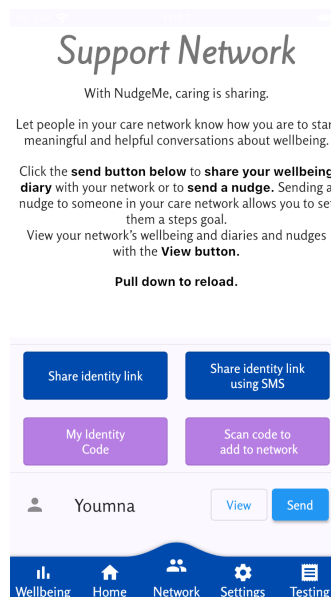 Support Network
With NudgeMe, caring is sharing.
Let people in your care network know how you are to star
meaningful and helpful conversations about wellbeing.
Click the send button below to share your wellbeing
diary with your network or to send a nudge. Sending a
nudge to someone in your care network allows you to se
them a steps goal.
View your network's wellbeing and diaries and nudges
with the View button.
Pull down to reload.
Share identity link
Share identity link
using SMS
My Identity
Code
Scan code to
add to network
Youmna
View
Send
Wellbeing
Home
Network
Settings
Testing